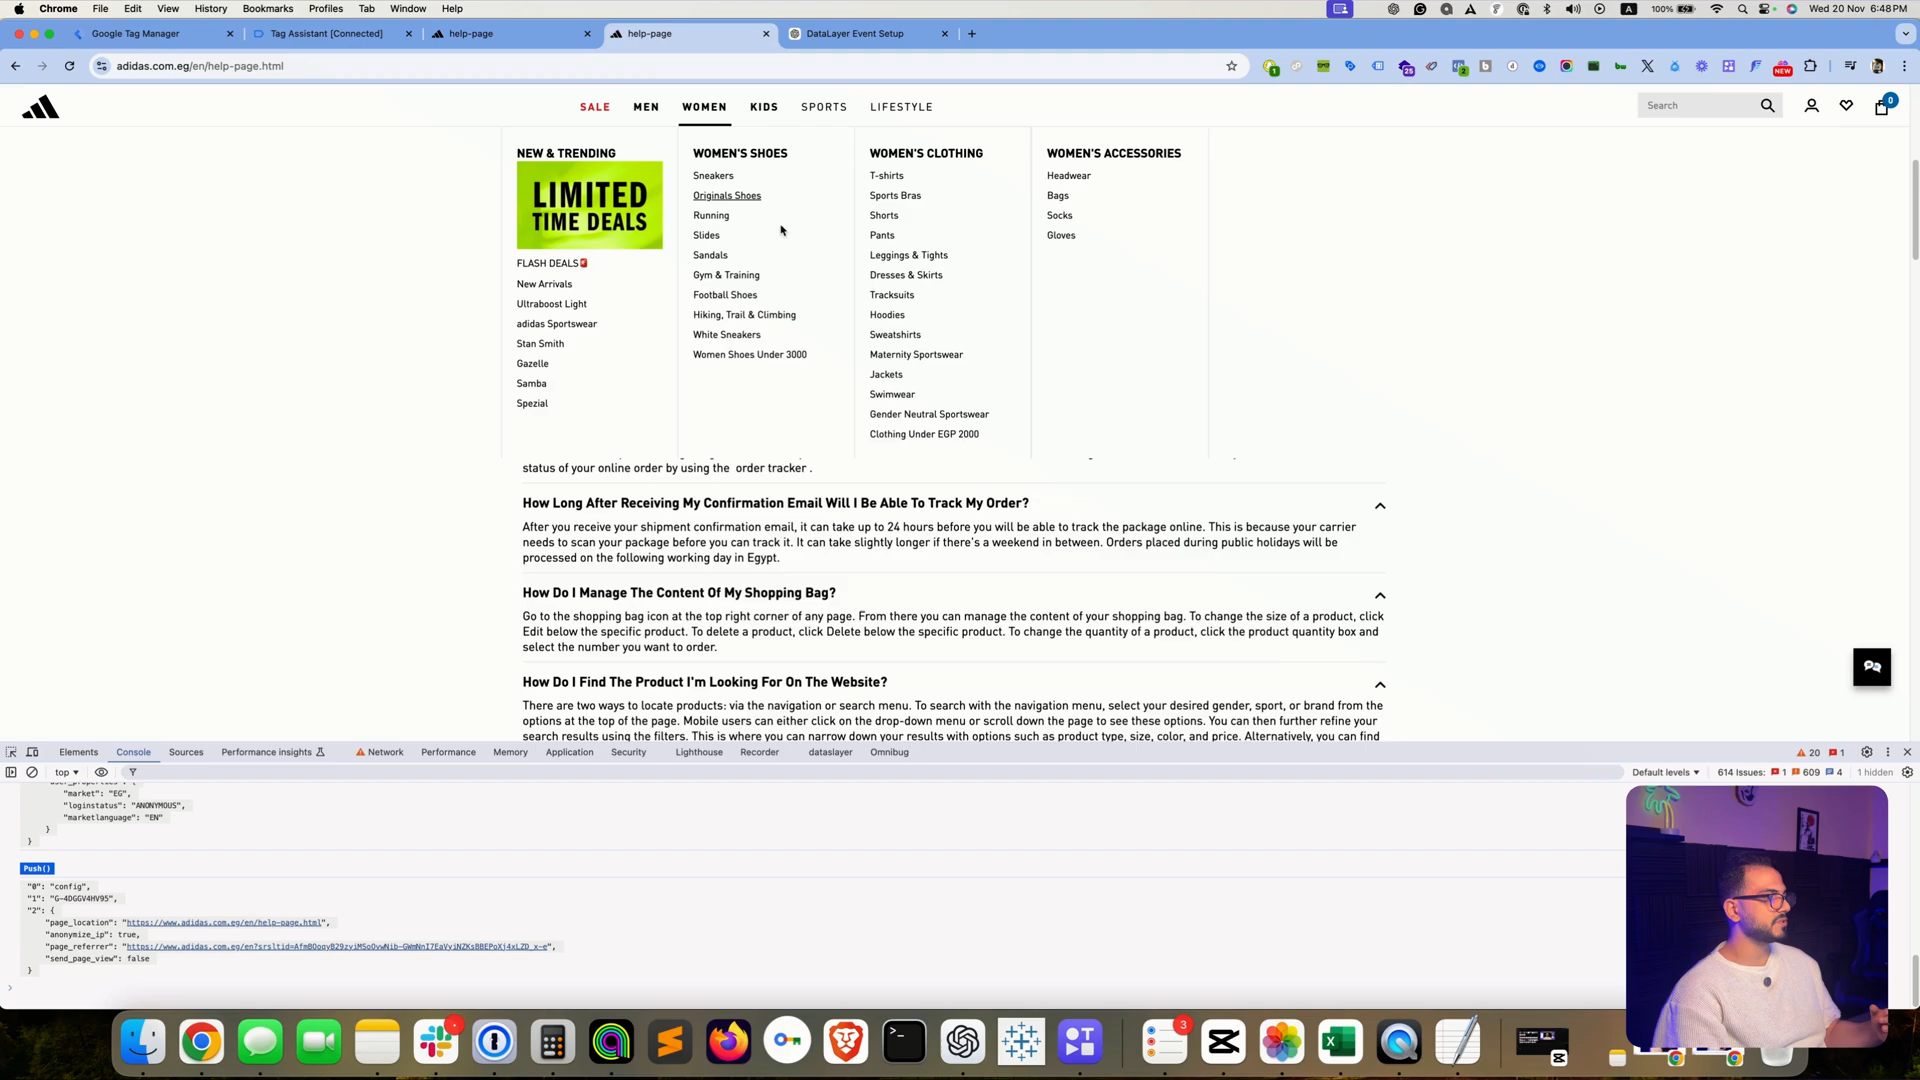 Chrome File Edit View History Bookmarks Profiles Tab Window Help 100% Wed 20 Nov 6:48 PM
Google Tag Manager Tag Assistant [Connected] help-page help-page DataLayer Event Setup
adidas.com.eg/en/help-page.html
SALE MEN WOMEN KIDS SPORTS LIFESTYLE Search 0
NEW & TRENDING
LIMITED
TIME DEALS
FLASH DEALS
New Arrivals
Ultraboost Light
adidas Sportswear
Stan Smith
Gazelle
Samba
Spezial
WOMEN'S SHOES
Sneakers
Originals Shoes
Running
Slides
Sandals
Gym & Training
Football Shoes
Hiking, Trail & Climbing
White Sneakers
Women Shoes Under 3000
WOMEN'S CLOTHING
T-shirts
Sports Bras
Shorts
Pants
Leggings & Tights
Dresses & Skirts
Tracksuits
Hoodies
Sweatshirts
Maternity Sportswear
Jackets
Swimwear
Gender Neutral Sportswear
Clothing Under EGP 2000
WOMEN'S ACCESSORIES
Headwear
Bags
Socks
Gloves
status of your online order by using the order tracker .
How Long After Receiving My Confirmation Email Will I Be Able To Track My Order?
After you receive your shipment confirmation email, it can take up to 24 hours before you will be able to track the package online. This is because your carrier
needs to scan your package before you can track it. It can take slightly longer if there's a weekend in between. Orders placed during public holidays will be
processed on the following working day in Egypt.
How Do I Manage The Content Of My Shopping Bag?
Go to the shopping bag icon at the top right corner of any page. From there you can manage the content of your shopping bag. To change the size of a product, click
Edit below the specific product. To delete a product, click Delete below the specific product. To change the quantity of a product, click the product quantity box and
select the number you want to order.
How Do I Find The Product I'm Looking For On The Website?
There are two ways to locate products: via the navigation or search menu. To search with the navigation menu, select your desired gender, sport, or brand from the
options at the top of the page. Mobile users can either click on the drop-down menu or scroll down the page to see these options. You can then further refine your
search results using the filters. This is where you can narrow down your results with options such as product type, size, color, and price. Alternatively, you can find
Elements Console Sources Performance insights Network Performance Memory Application Security Lighthouse Recorder dataslayer Omnibug 20 1
top Default levels 614 Issues: 1 609 4 1 hidden
"market": "EG",
"loginstatus": "ANONYMOUS",
"marketlanguage": "EN"
}
}
Push()
"0": "config",
"1": "G-4DGGV4HV95",
"2": {
"page_location": "https://www.adidas.com.eg/en/help-page.html",
"anonymize_ip": true,
"page_referrer":
"send_page_view": false
}
3